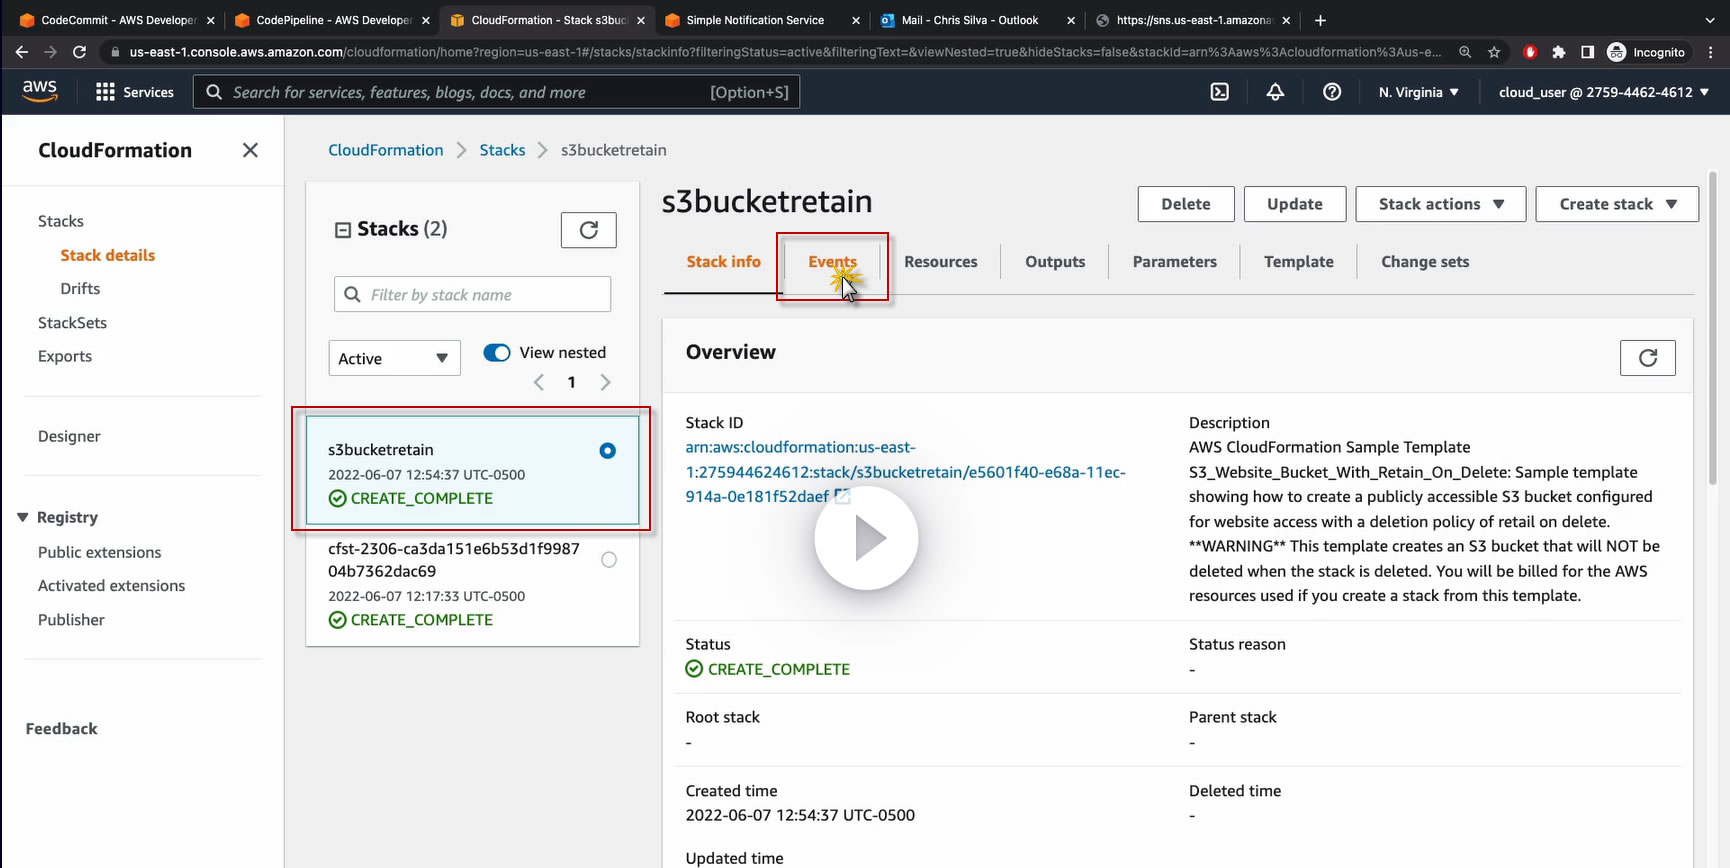 CodeCommit - AWS Developer
CodePipeline - AWS Developer
CloudFormation - Stack s3buc
Simple Notification Service
Mail - Chris Silva - Outlook
https://sns.us-east-1.amazona
us-east-1.console.aws.amazon.com/cloudformation/home?region=us-east-1#/stacks/stackinfo?filteringStatus=active&filteringText=&viewNested=true&hideStacks=false&stackId=arn%3Aaws%3Acloudformation%3Aus-e...
Incognito
aws
Services
Search for services, features, blogs, docs, and more
[Option+S]
N. Virginia
cloud_user @ 2759-4462-4612
CloudFormation
Stacks
Stack details
Drifts
StackSets
Exports
Designer
Registry
Public extensions
Activated extensions
Publisher
Feedback
CloudFormation > Stacks > s3bucketretain
Stacks (2)
Filter by stack name
Active
View nested
1
s3bucketretain
2022-06-07 12:54:37 UTC-0500
CREATE_COMPLETE
cfst-2306-ca3da151e6b53d1f9987
04b7362dac69
2022-06-07 12:17:33 UTC-0500
CREATE_COMPLETE
s3bucketretain
Delete
Update
Stack actions
Create stack
Stack info
Events
Resources
Outputs
Parameters
Template
Change sets
Overview
Stack ID
arn:aws:cloudformation:us-east-
1:275944624612:stack/s3bucketretain/e5601f40-e68a-11ec-
914a-0e181f52daef
Description
AWS CloudFormation Sample Template
S3_Website_Bucket_With_Retain_On_Delete: Sample template
showing how to create a publicly accessible S3 bucket configured
for website access with a deletion policy of retail on delete.
**WARNING** This template creates an S3 bucket that will NOT be
deleted when the stack is deleted. You will be billed for the AWS
resources used if you create a stack from this template.
Status
CREATE_COMPLETE
Status reason
-
Root stack
-
Parent stack
-
Created time
2022-06-07 12:54:37 UTC-0500
Deleted time
-
Updated time